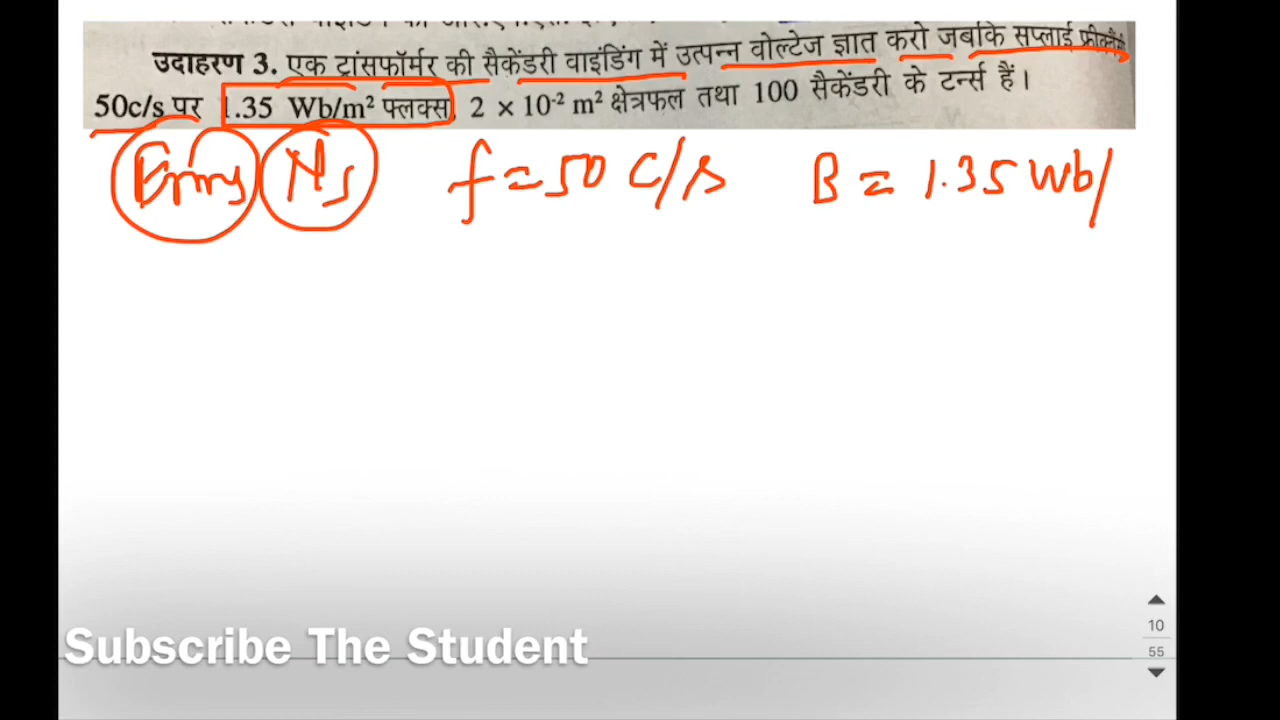 उदाहरण 3. एक ट्रांसफॉर्मर की सैकेंडरी वाइंडिंग में उत्पन्न वोल्टेज ज्ञात करो जबकि सप्लाई
50c/s पर 1.35 Wb/m² फ्लक्स, 2 × 10⁻² m² क्षेत्रफल तथा 100 सैकेंडरी के टर्न्स हैं।
Erms Ns f = 50 c/s B = 1.35 Wb/
10
55
Subscribe The Student